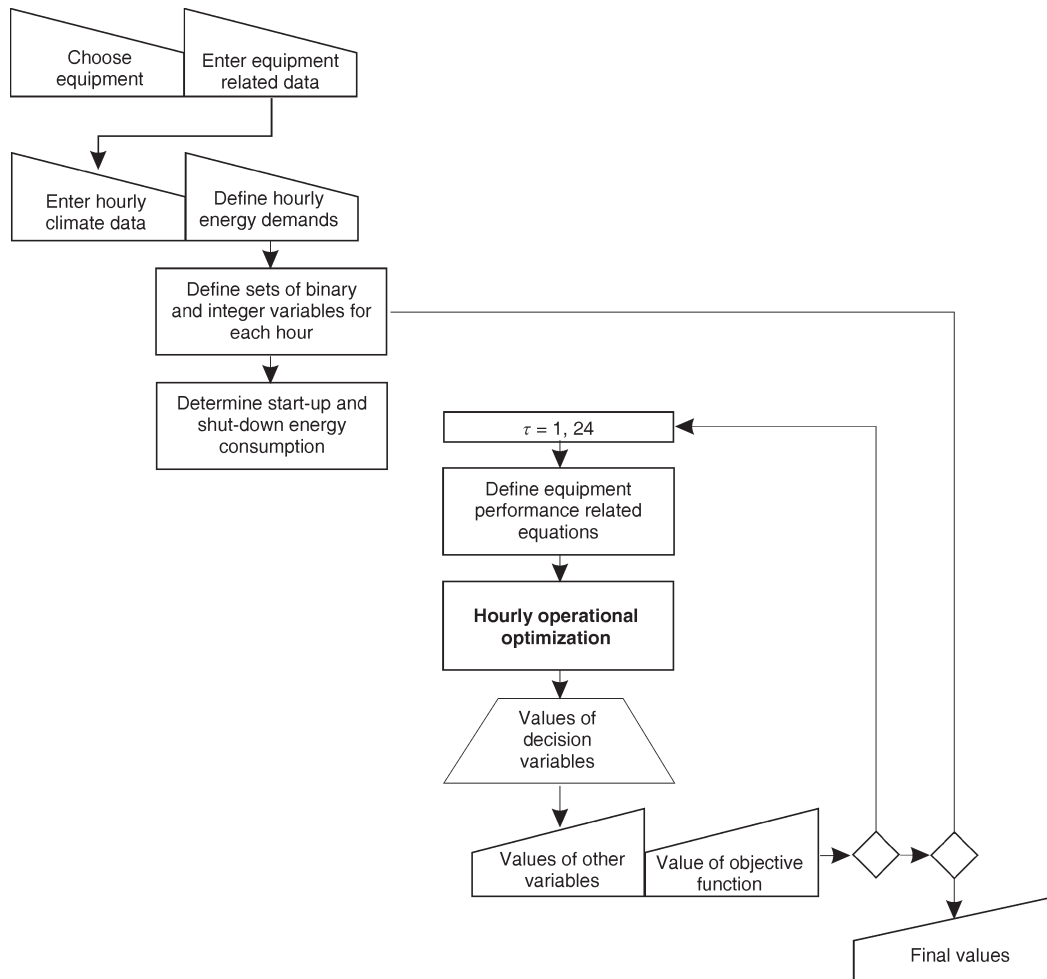 Choose
equipment
Enter equipment
related data
Enter hourly
climate data
Define hourly
energy demands
Define sets of binary
and integer variables for
each hour
Determine start-up and
shut-down energy
consumption
τ = 1, 24
Define equipment
performance related
equations
Hourly operational
optimization
Values of
decision
variables
Values of other
variables
Value of objective
function
Final values